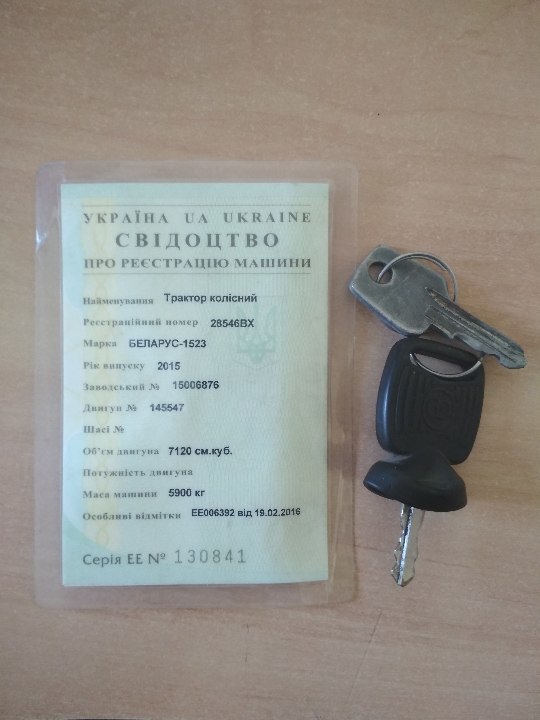 УКРАЇНА UA UKRAINE
СВІДОЦТВО
ПРО РЕЄСТРАЦІЮ МАШИНИ
Найменування Трактор колісний
Реєстраційний номер 28546ВХ
Марка БЕЛАРУС-1523
Рік випуску 2015
Заводський № 15006876
Двигун № 145547
Шасі №
Об'єм двигуна 7120 см.куб.
Потужність двигуна
Маса машини 5900 кг
Особливі відмітки ЕЕ006392 від 19.02.2016
Серія ЕЕ № 130841